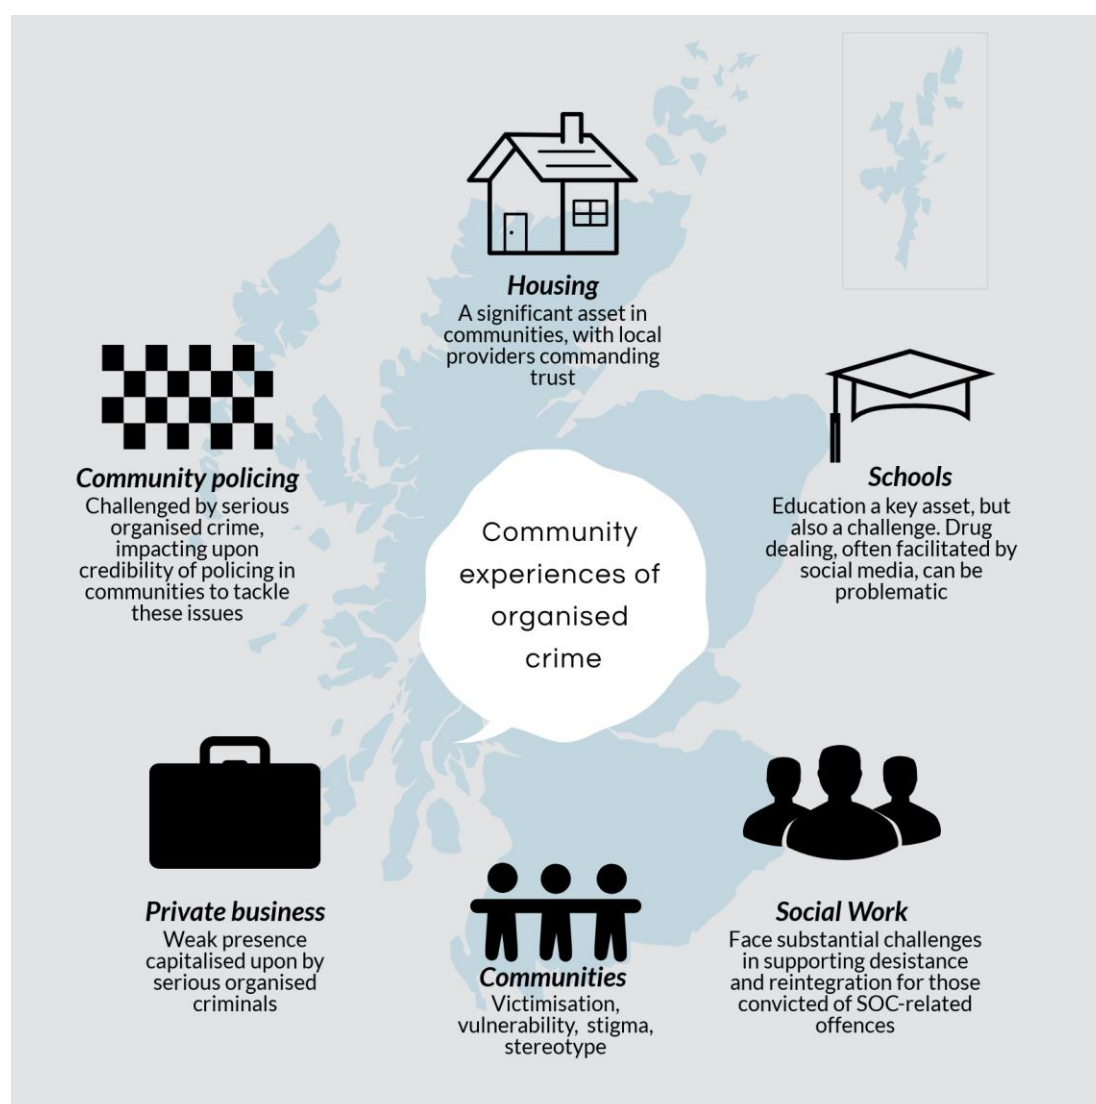 Housing
A significant asset in
communities, with local
providers commanding
trust
Community policing
Challenged by serious
organised crime,
impacting upon
credibility of policing in
communities to tackle
these issues
Schools
Education a key asset, but
also a challenge. Drug
dealing, often facilitated by
social media, can be
problematic
Community
experiences of
organised
crime
Private business
Weak presence
capitalised upon by
serious organised
criminals
Communities
Victimisation,
vulnerability, stigma,
stereotype
Social Work
Face substantial challenges
in supporting desistance
and reintegration for those
convicted of SOC-related
offences